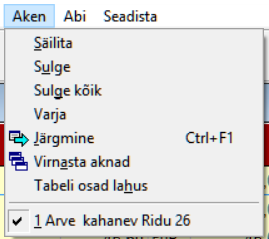 Aken Abi Seadista
Säilita
Sulge
Sulge kõik
Varja
Järgmine Ctrl+F1
Virnasta aknad
Tabeli osad lahus
1 Arve kahanev Ridu 26